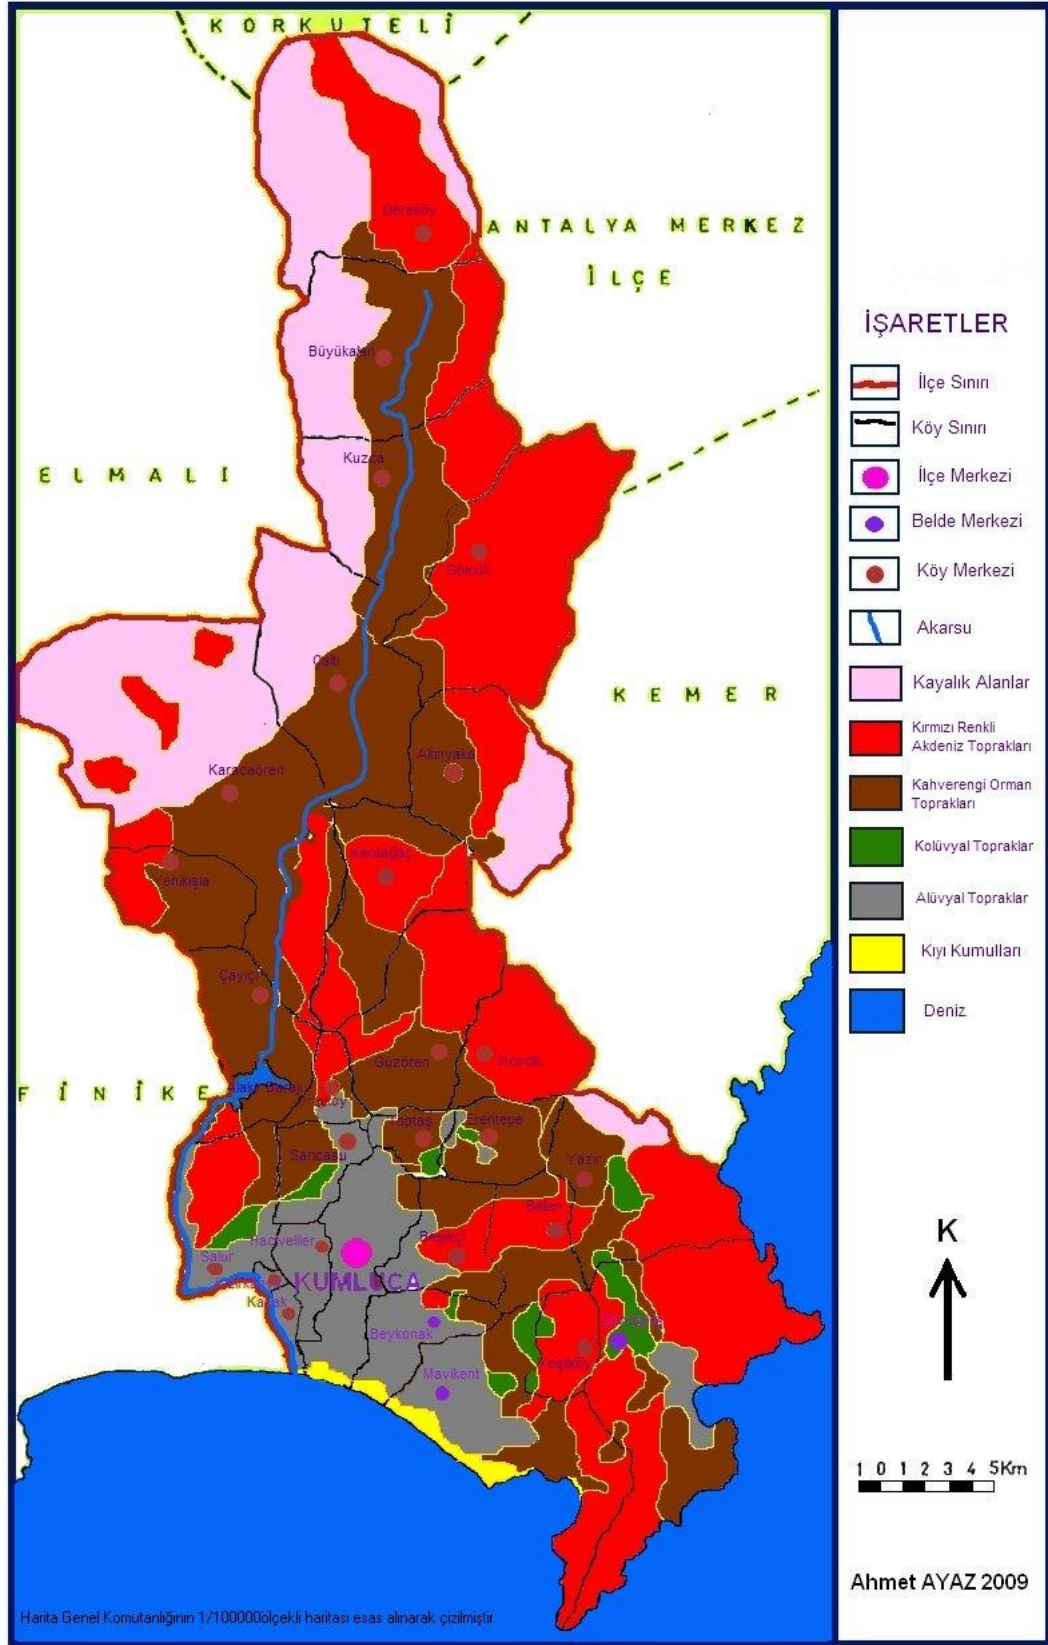 KORKUTELİ
Dereköy
ANTALYA MERKEZ
İLÇE
Büyükalan
Kuzca
ELMALI
Gölcük
Çaltı
KEMER
Altınyaka
Karacaören
Karaağaç
Yenikışla
Çayiçi
Güzören
İncircik
FİNİKE
Toptaş
Erentepe
Sarıcasu
Yazır
Belen
Hacıveliler
Beşikçi
Salur
KUMLUCA
Kavak
Beykonak
Yeşilköy
Mavikent
Harita Genel Komutanlığının 1/100000ölçekli haritası esas alınarak çizilmiştir
İŞARETLER
İlçe Sınırı
Köy Sınırı
İlçe Merkezi
Belde Merkezi
Köy Merkezi
Akarsu
Kayalık Alanlar
Kırmızı Renkli
Akdeniz Toprakları
Kahverengi Orman
Toprakları
Kolüvyal Topraklar
Alüvyal Topraklar
Kıyı Kumulları
Deniz
K
1 0 1 2 3 4 5Km
Ahmet AYAZ 2009